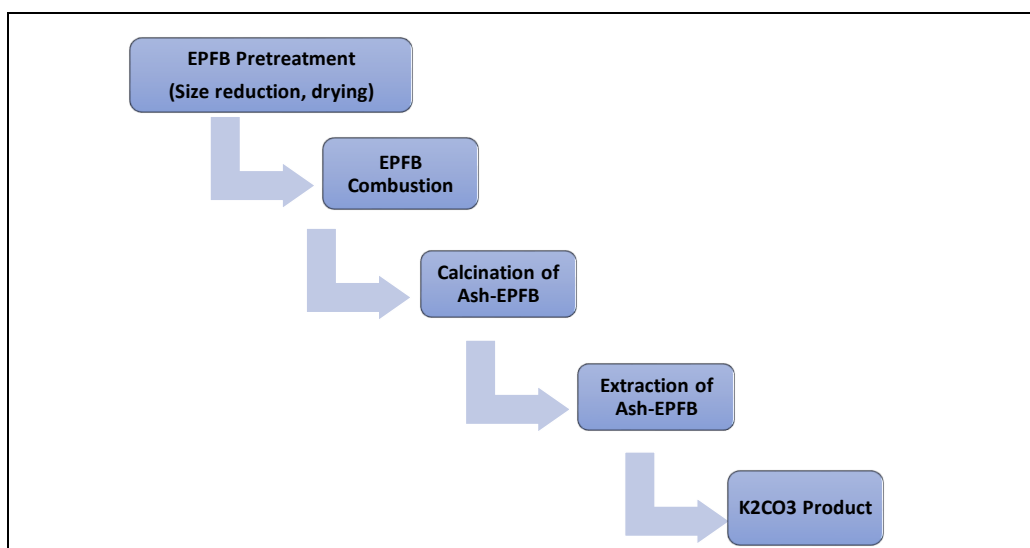 EPFB Pretreatment
(Size reduction, drying)
EPFB
Combustion
Calcination of
Ash-EPFB
Extraction of
Ash-EPFB
K2CO3 Product